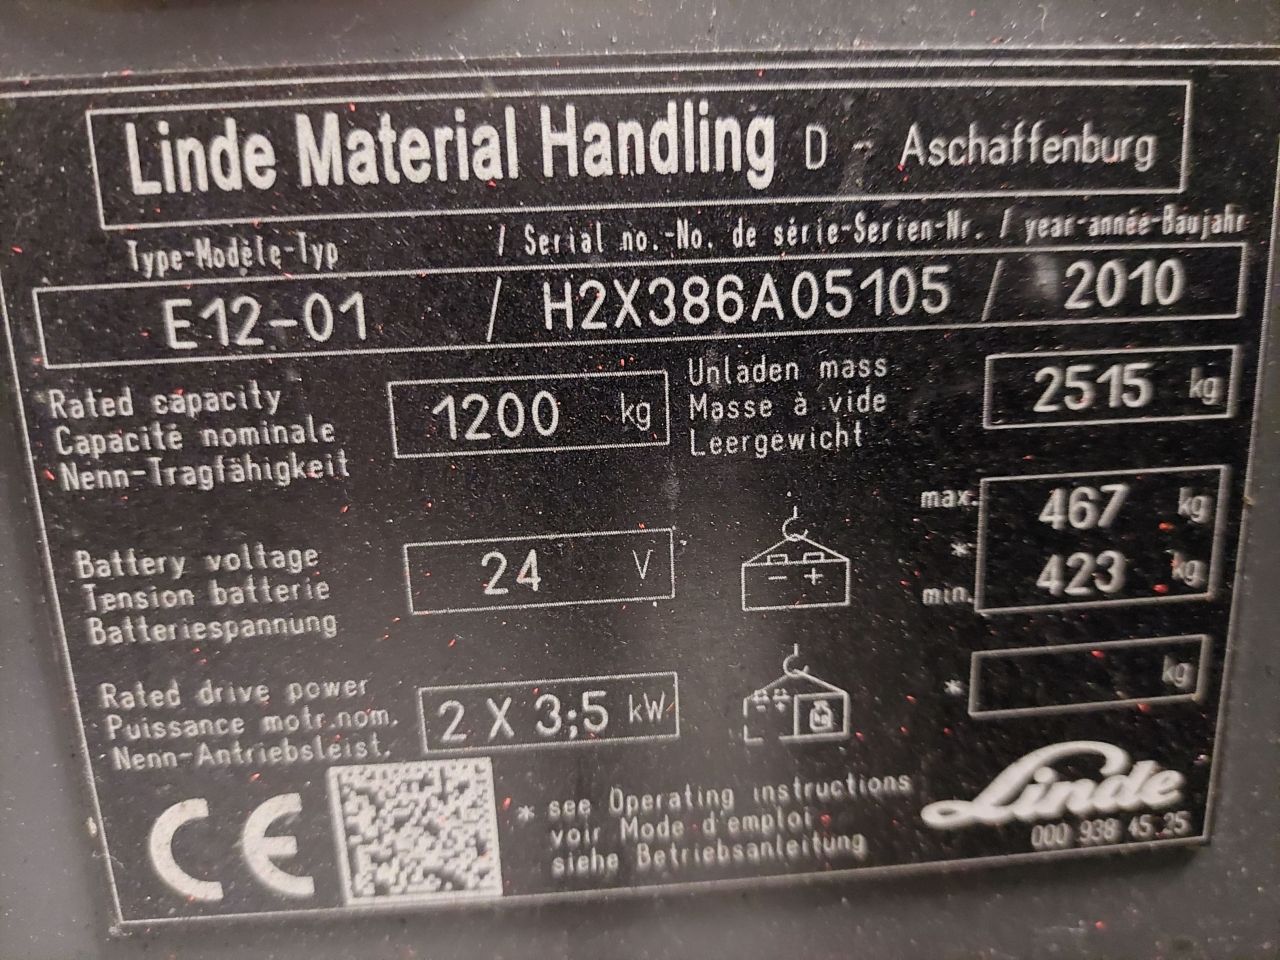 Linde Material Handling D - Aschaffenburg
Type-Modèle-Typ / Serial no.-No. de série-Serien-Nr. / year-année-Baujahr
E12-01 / H2X386A05105 / 2010
Rated capacity
Capacité nominale
Nenn-Tragfähigkeit
1200 kg
Unladen mass
Masse à vide
Leergewicht
2515 kg
Battery voltage
Tension batterie
Batteriespannung
24 V
- +
max. 467 kg
*
min. 423 kg
Rated drive power
Puissance motr.nom.
Nenn-Antriebsleist.
2 X 3;5 kW
kg
* kg
CE
* see Operating instructions
voir Mode d'emploi
siehe Betriebsanleitung
Linde
000 938 45 25